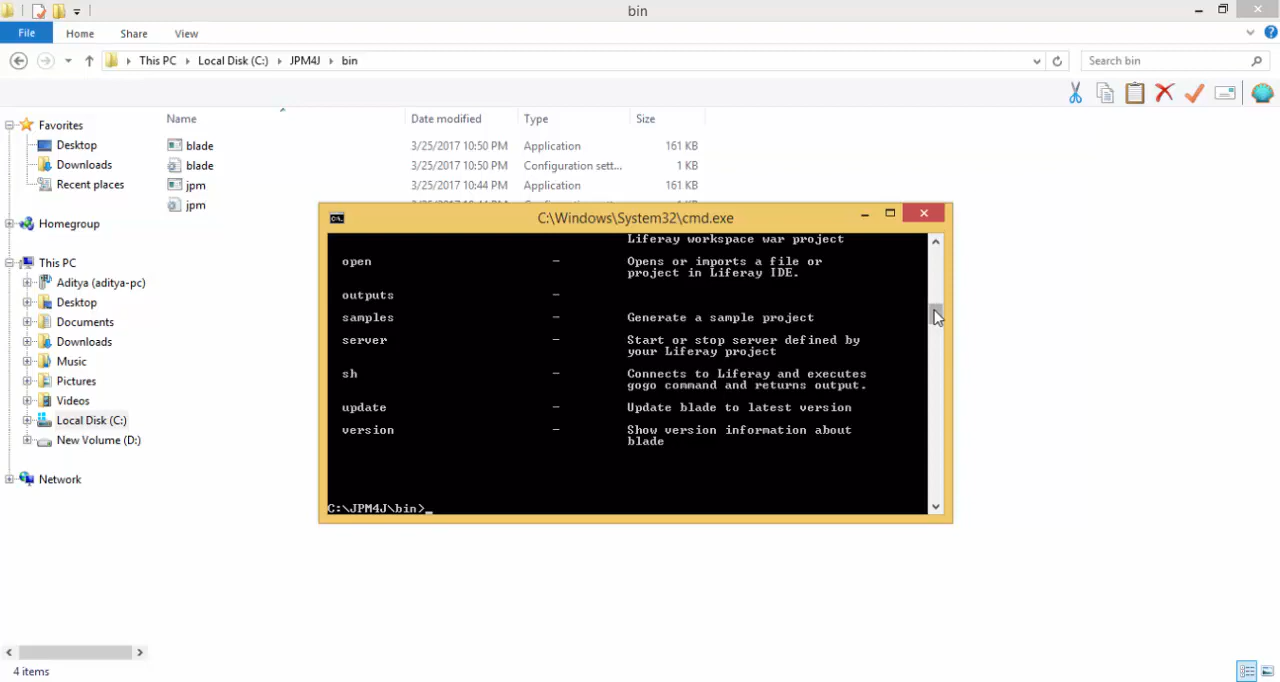 bin
File Home Share View
This PC Local Disk (C:) JPM4J bin
Search bin
Name Date modified Type Size
blade 3/25/2017 10:50 PM Application 161 KB
blade 3/25/2017 10:50 PM Configuration sett... 1 KB
jpm 3/25/2017 10:44 PM Application 161 KB
jpm
Favorites
Desktop
Downloads
Recent places
Homegroup
This PC
Aditya (aditya-pc)
Desktop
Documents
Downloads
Music
Pictures
Videos
Local Disk (C:)
New Volume (D:)
Network
4 items
C:\Windows\System32\cmd.exe
Liferay workspace war project
open - Opens or imports a file or
project in Liferay IDE.
outputs -
samples - Generate a sample project
server - Start or stop server defined by
your Liferay project
sh - Connects to Liferay and executes
gogo command and returns output.
update - Update blade to latest version
version - Show version information about
blade
C:\JPM4J\bin>_